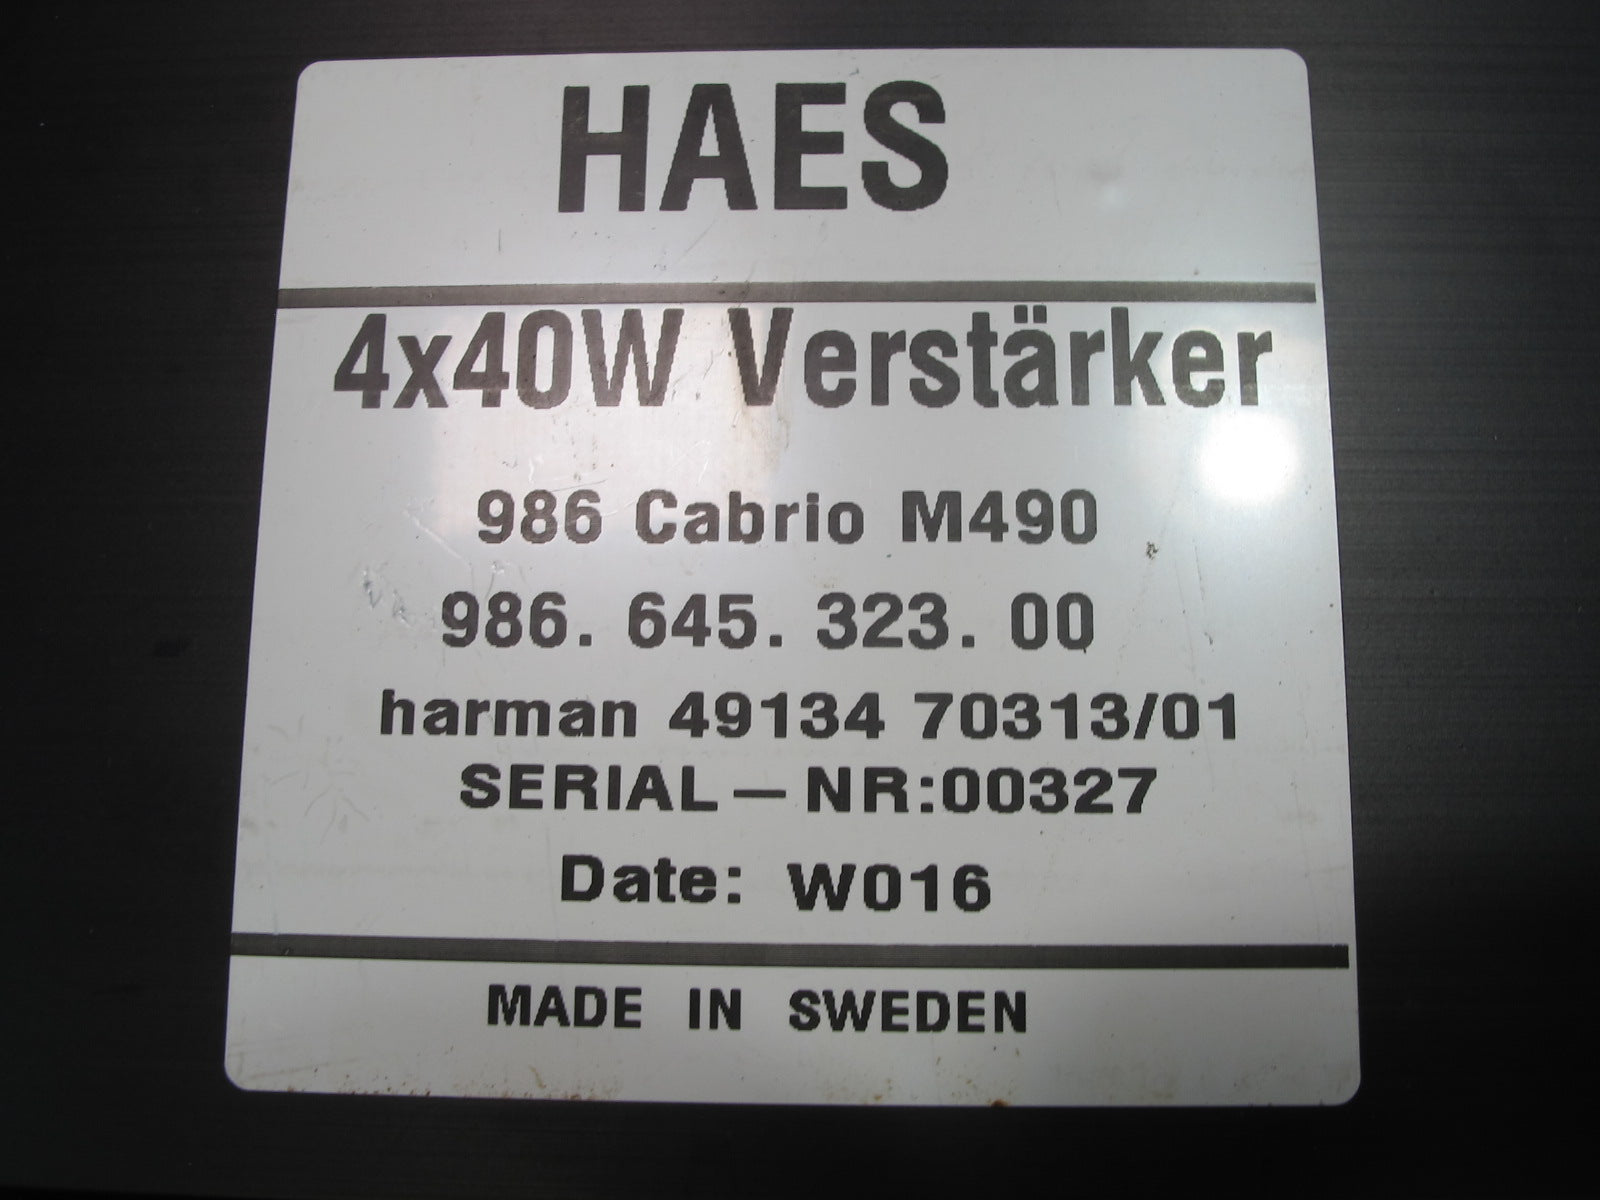 HAES
4x40W Verstärker
986 Cabrio M490
986. 645. 323. 00
harman 49134 70313/01
SERIAL — NR:00327
Date: W016
MADE IN SWEDEN